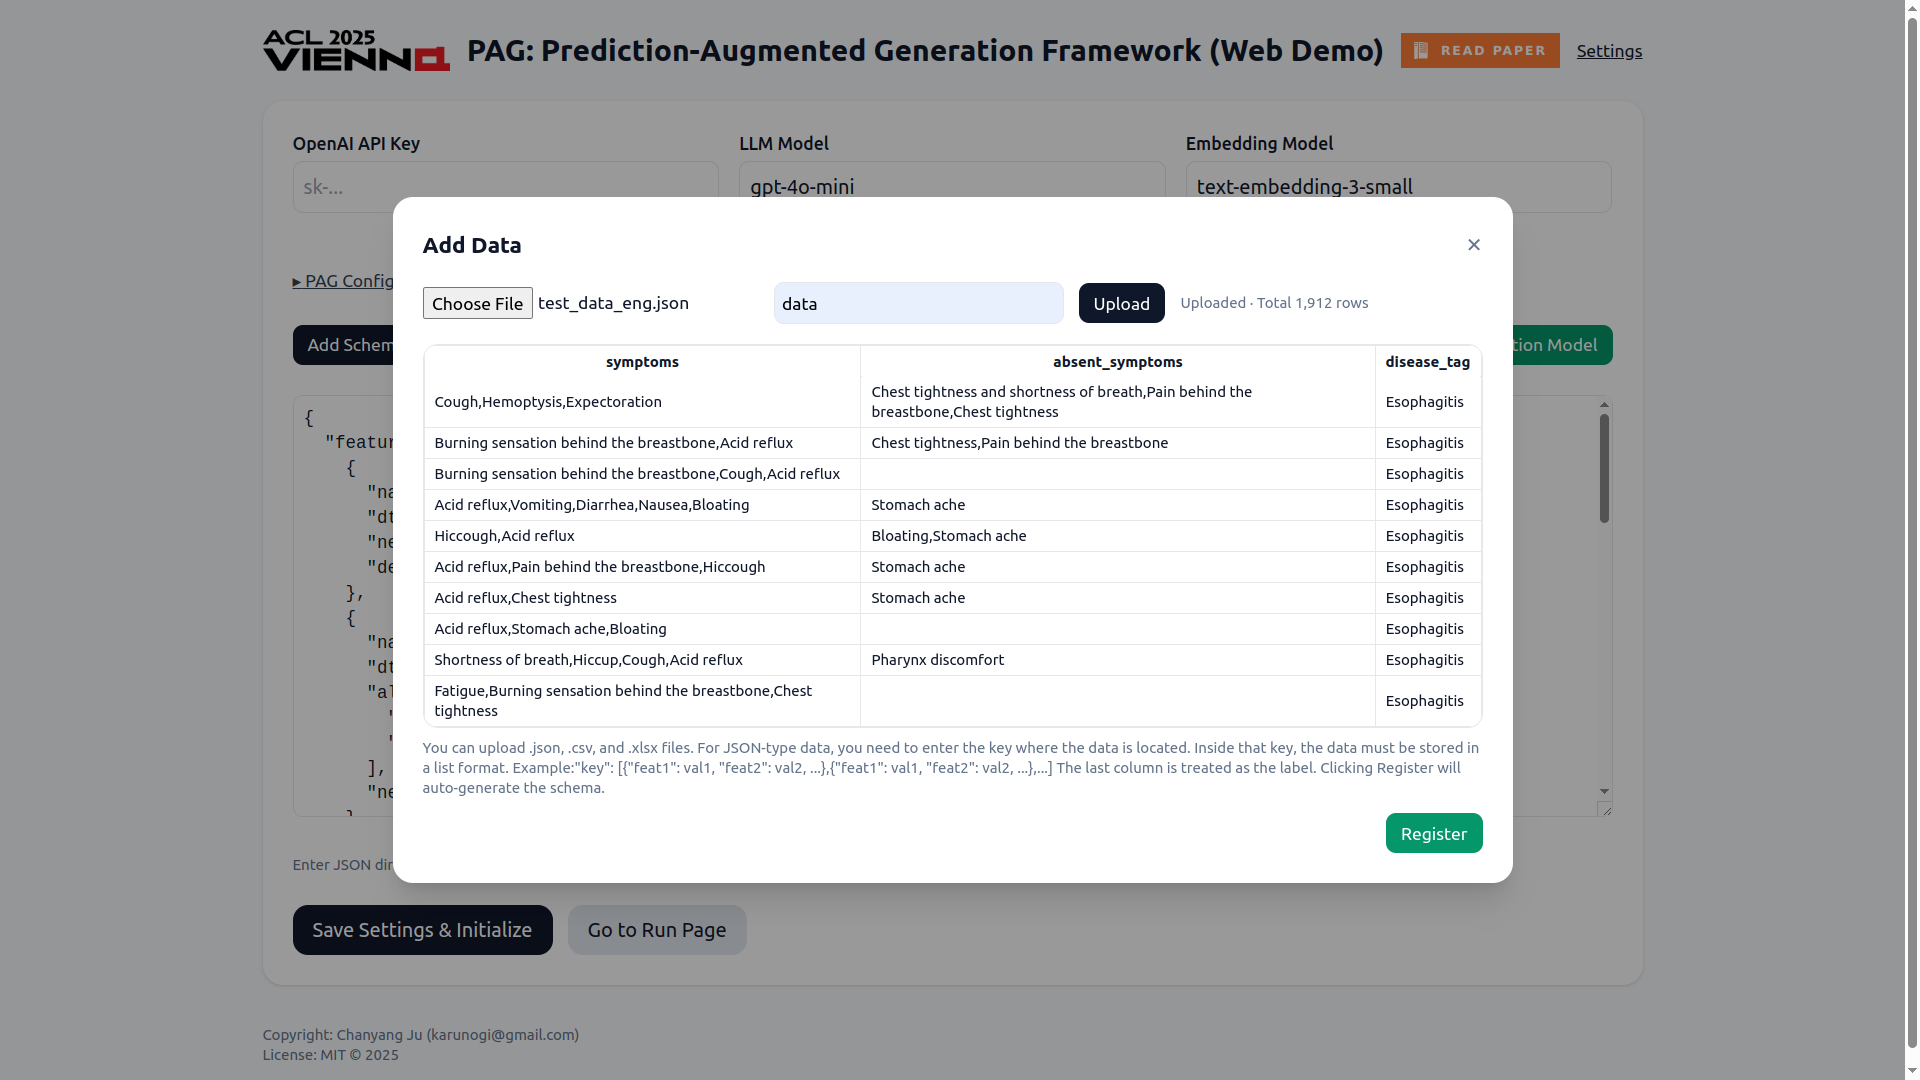 ACL 2025
VIENNA
PAG: Prediction-Augmented Generation Framework (Web Demo)
READ PAPER
Settings
OpenAI API Key
LLM Model
Embedding Model
sk-...
gpt-4o-mini
text-embedding-3-small
▸ PAG Config
Add Schem
tion Model
Add Data
✕
Choose File test_data_eng.json
data
Upload
Uploaded · Total 1,912 rows
symptoms absent_symptoms disease_tag
Cough,Hemoptysis,Expectoration
Chest tightness and shortness of breath,Pain behind the
breastbone,Chest tightness
Esophagitis
Burning sensation behind the breastbone,Acid reflux Chest tightness,Pain behind the breastbone Esophagitis
Burning sensation behind the breastbone,Cough,Acid reflux Esophagitis
Acid reflux,Vomiting,Diarrhea,Nausea,Bloating Stomach ache Esophagitis
Hiccough,Acid reflux Bloating,Stomach ache Esophagitis
Acid reflux,Pain behind the breastbone,Hiccough Stomach ache Esophagitis
Acid reflux,Chest tightness Stomach ache Esophagitis
Acid reflux,Stomach ache,Bloating Esophagitis
Shortness of breath,Hiccup,Cough,Acid reflux Pharynx discomfort Esophagitis
Fatigue,Burning sensation behind the breastbone,Chest
tightness
Esophagitis
You can upload .json, .csv, and .xlsx files. For JSON-type data, you need to enter the key where the data is located. Inside that key, the data must be stored in
a list format. Example:"key": [{"feat1": val1, "feat2": val2, ...},{"feat1": val1, "feat2": val2, ...},...] The last column is treated as the label. Clicking Register will
auto-generate the schema.
Register
{
"featur
{
"na
"dt
"ne
"de
},
{
"na
"dt
"al
"
"
],
"ne
}
Enter JSON dir
Save Settings & Initialize
Go to Run Page
Copyright: Chanyang Ju (karunogi@gmail.com)
License: MIT © 2025